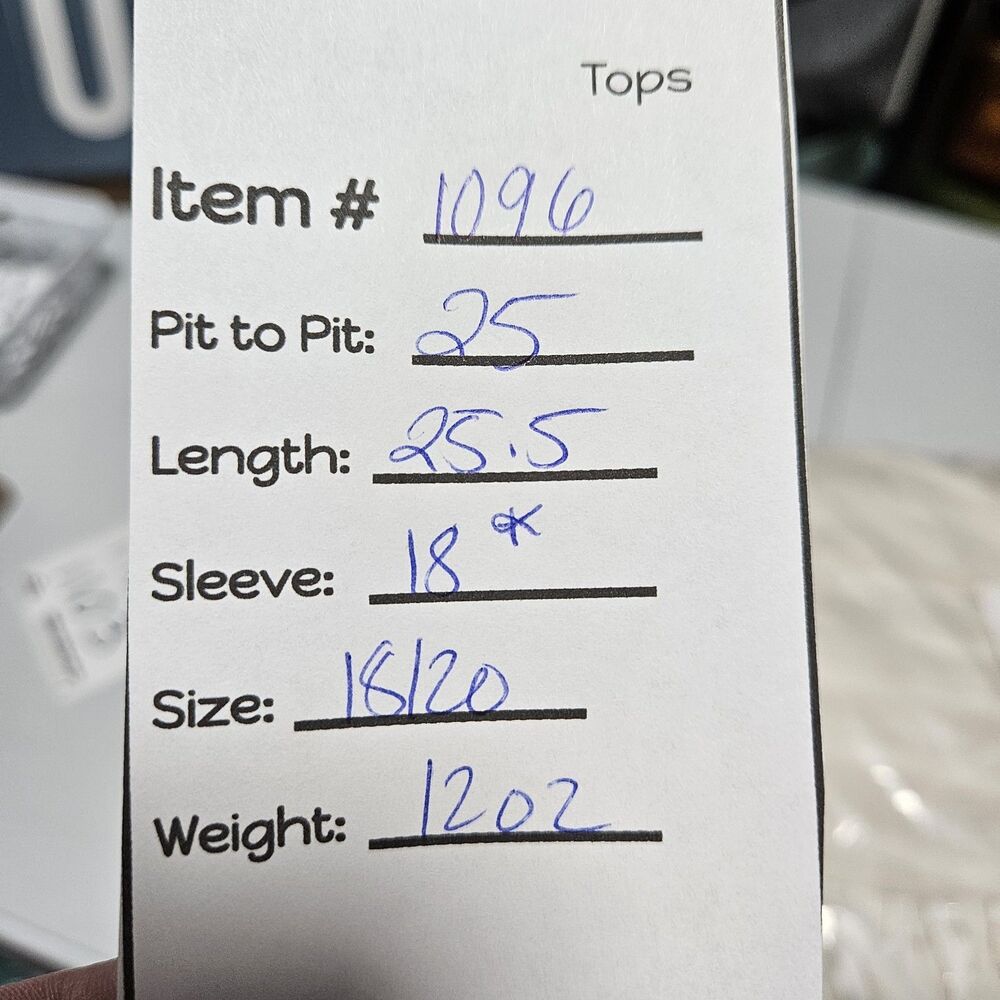 Tops
Item # 1096
Pit to Pit: 25
Length: 25.5
Sleeve: 18 *
Size: 18/20
Weight: 12oz